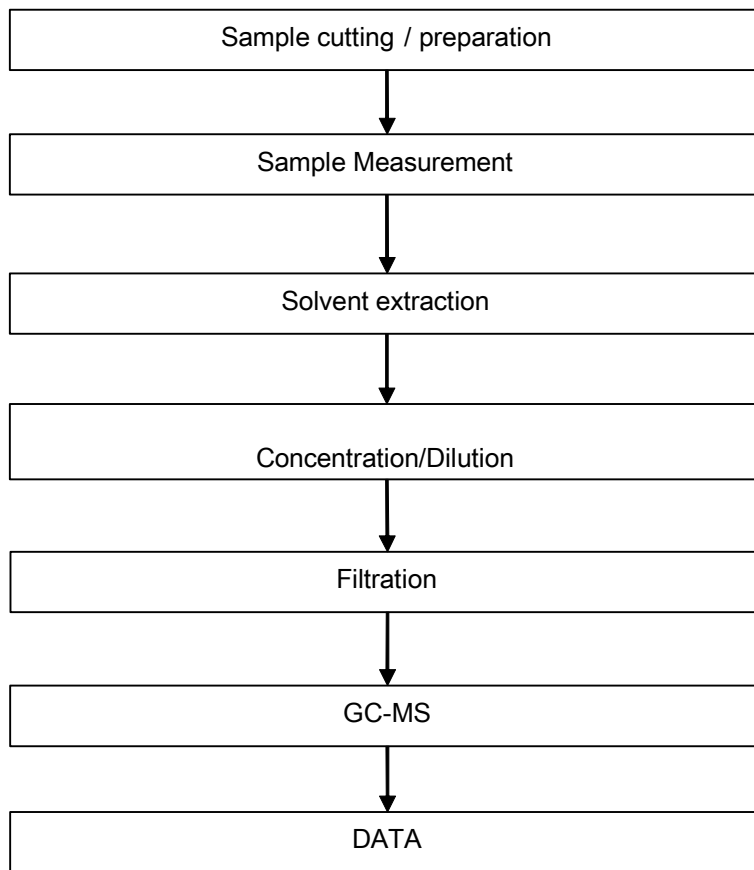 Sample cutting / preparation
Sample Measurement
Solvent extraction
Concentration/Dilution
Filtration
GC-MS
DATA